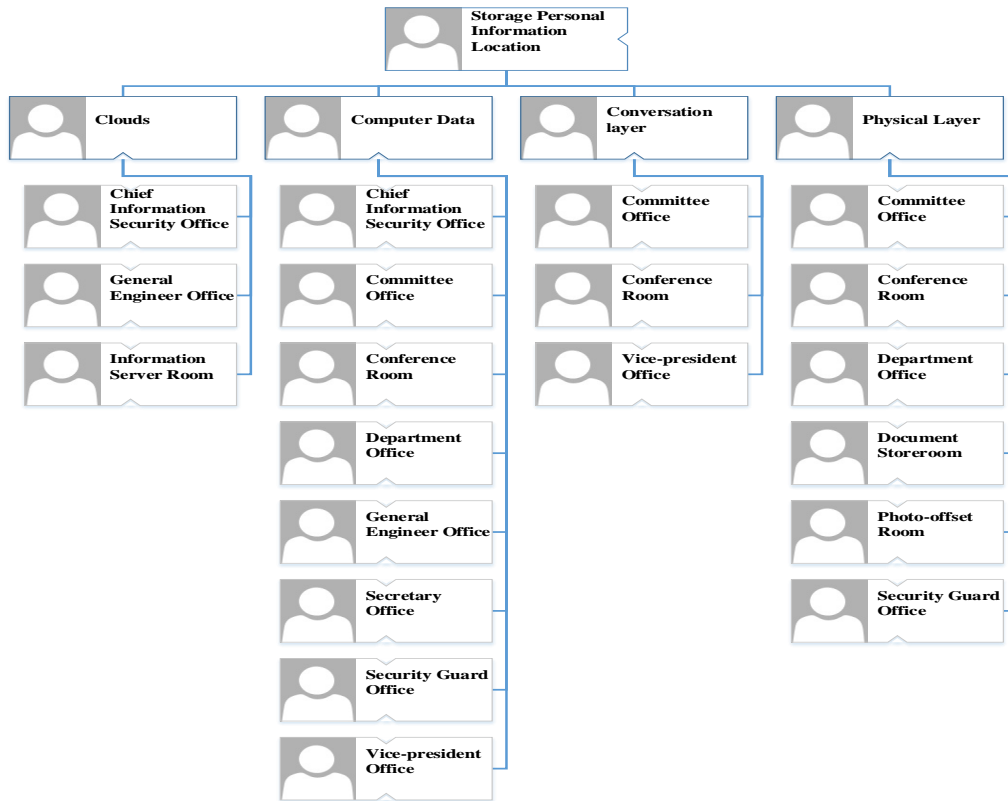 Storage Personal
Information
Location
Clouds
Computer Data
Conversation
layer
Physical Layer
Chief
Information
Security Office
General
Engineer Office
Information
Server Room
Chief
Information
Security Office
Committee
Office
Conference
Room
Department
Office
General
Engineer Office
Secretary
Office
Security Guard
Office
Vice-president
Office
Committee
Office
Conference
Room
Vice-president
Office
Committee
Office
Conference
Room
Department
Office
Document
Storeroom
Photo-offset
Room
Security Guard
Office